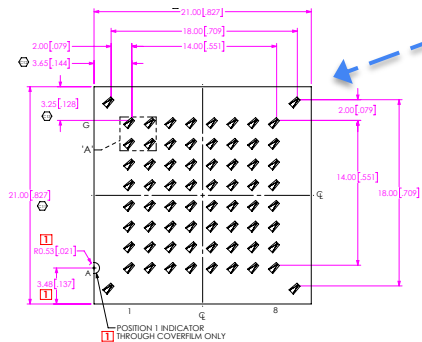 21.00[.827]
18.00[.709]
2.00[.079]
14.00[.551]
3.65[.144]
3.25[.128]
2.00[.079]
G
'A'
14.00[.551]
18.00[.709]
21.00[.827]
1
R0.53[.021]
A
3.48[.137]
1
1
8
POSITION 1 INDICATOR
1 THROUGH COVERFILM ONLY